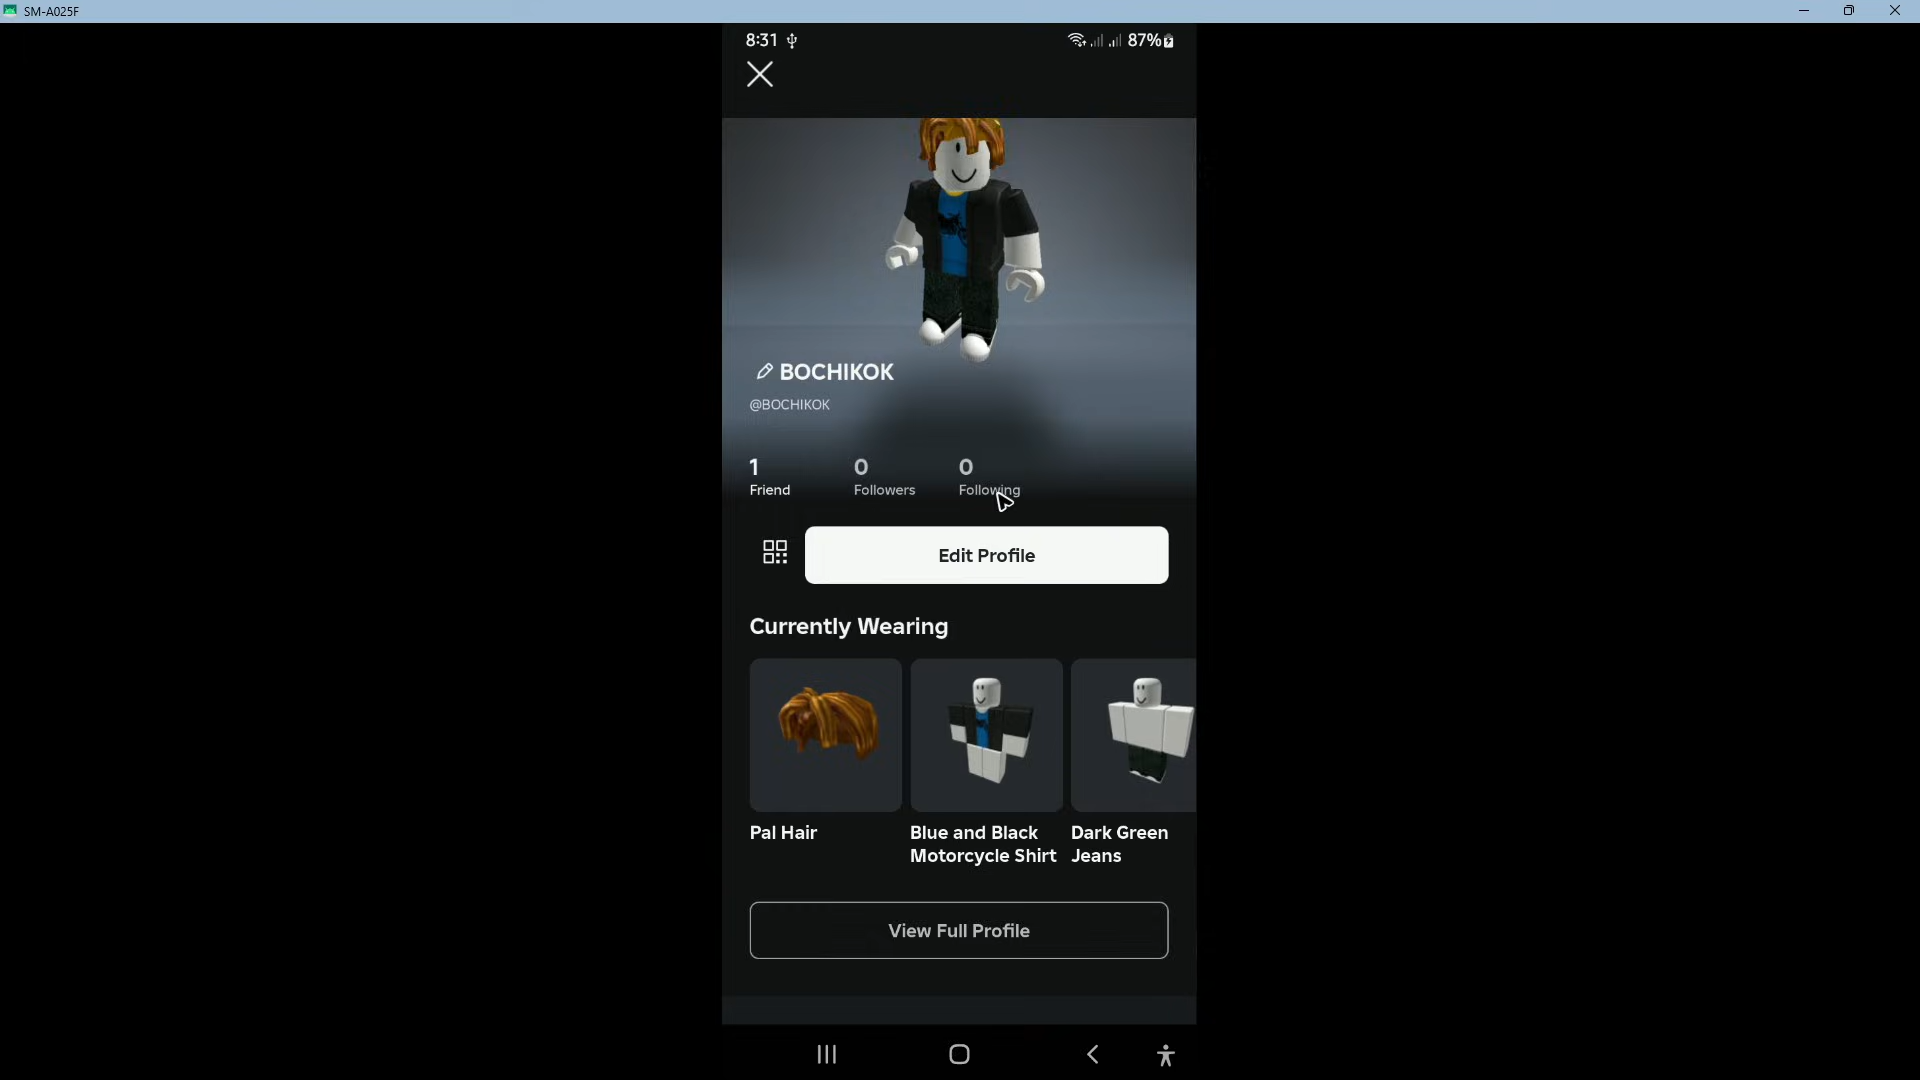 SM-A025F
8:31
87%
BOCHIKOK
@BOCHIKOK
1 0 0
Friend Followers Following
Edit Profile
Currently Wearing
Pal Hair
Blue and Black
Motorcycle Shirt
Dark Green
Jeans
View Full Profile